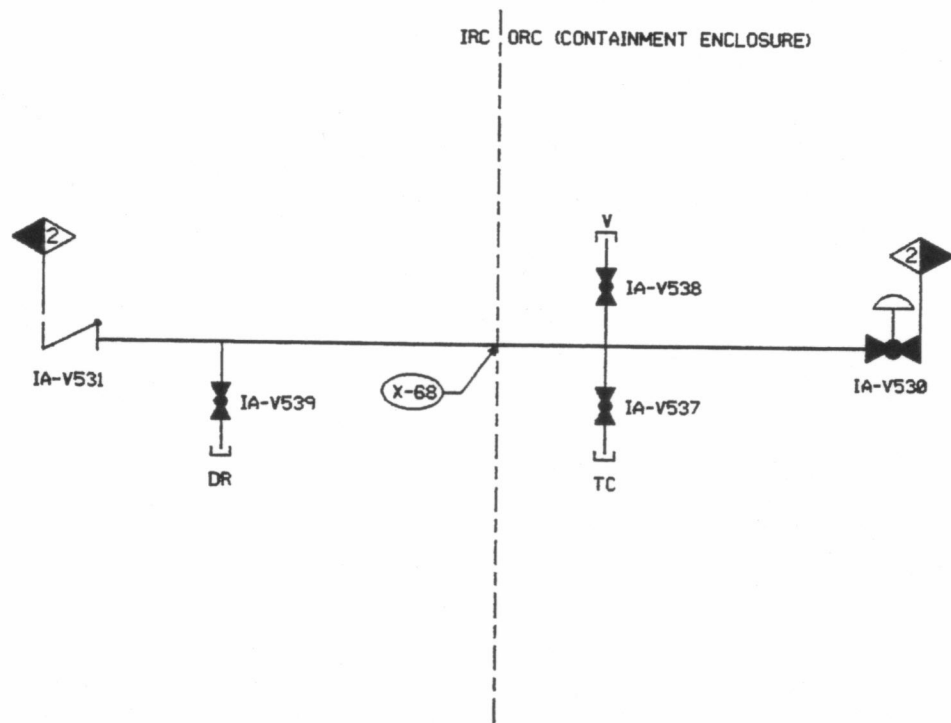 IRC ORC (CONTAINMENT ENCLOSURE)
2
V
2
IA-V538
IA-V531
IA-V530
IA-V539
X-68
IA-V537
DR
TC